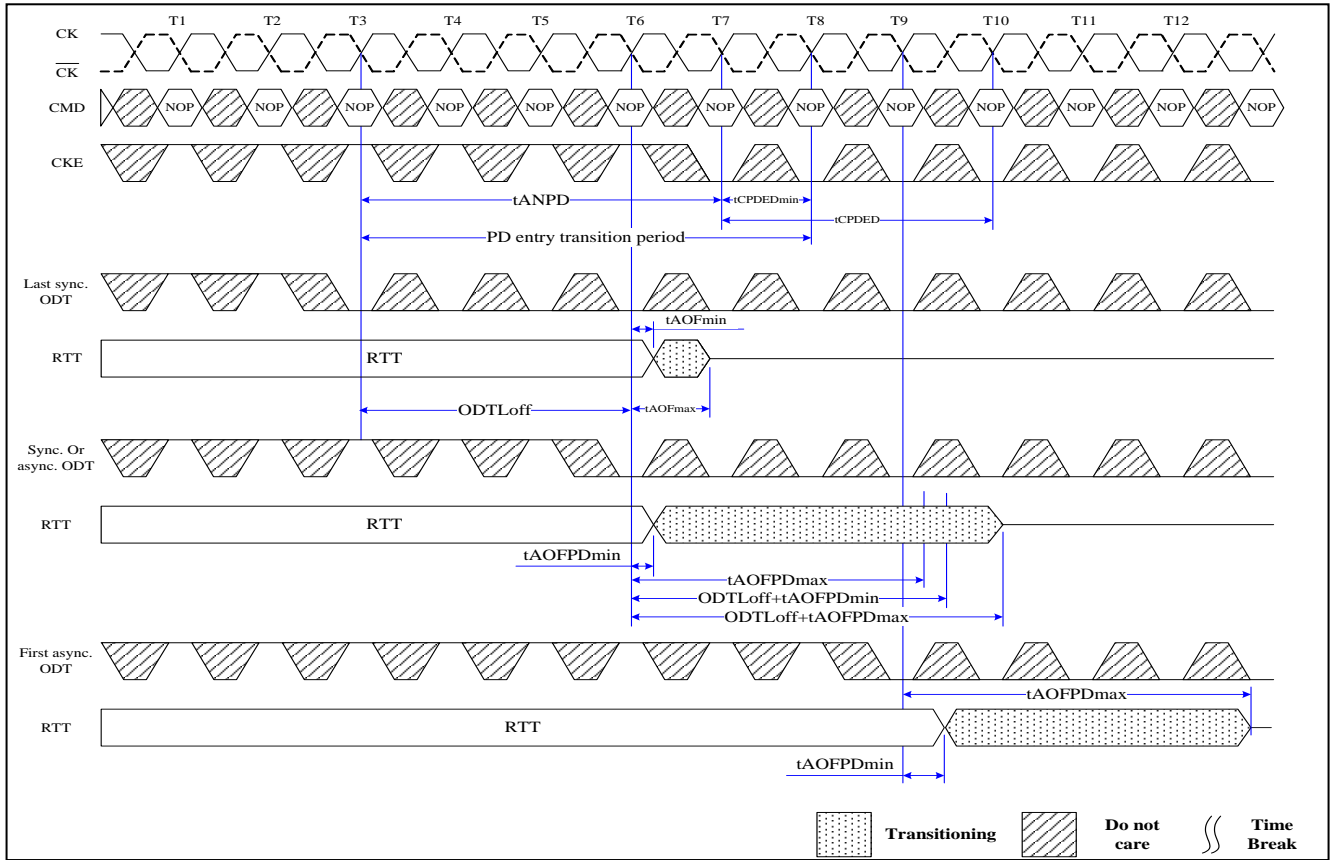 T1 T2 T3 T4 T5 T6 T7 T8 T9 T10 T11 T12
CK
CK
CMD
NOP NOP NOP NOP NOP NOP NOP NOP NOP NOP NOP NOP NOP
CKE
tANPD
tCPDEDmin
tCPDED
PD entry transition period
Last sync.
ODT
tAOFmin
RTT
RTT
ODTLoff
tAOFmax
Sync. Or
async. ODT
RTT
RTT
tAOFPDmin
tAOFPDmax
ODTLoff+tAOFPDmin
ODTLoff+tAOFPDmax
First async.
ODT
tAOFPDmax
RTT
RTT
tAOFPDmin
Transitioning
Do not
care
Time
Break